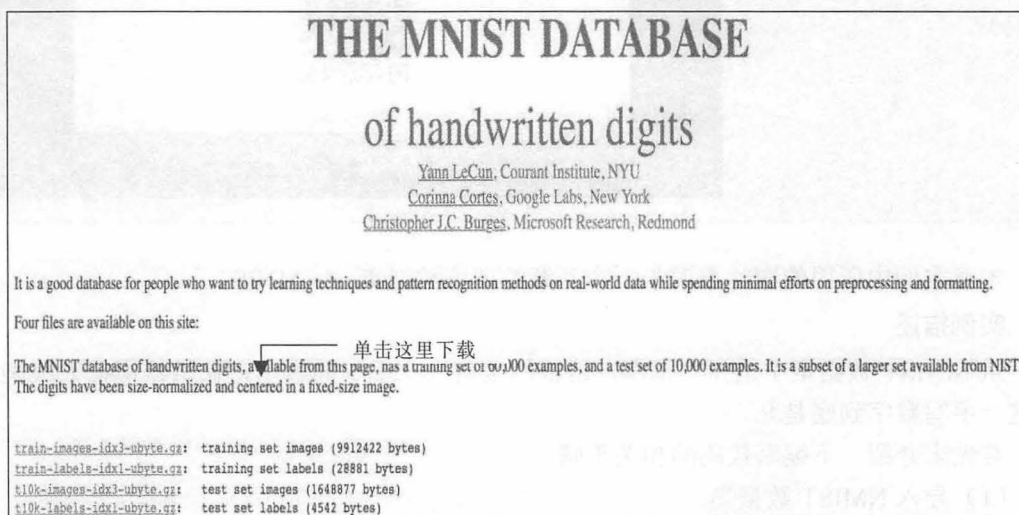 THE MNIST DATABASE
of handwritten digits
Yann LeCun, Courant Institute, NYU
Corinna Cortes, Google Labs, New York
Christopher J.C. Burges, Microsoft Research, Redmond
It is a good database for people who want to try learning techniques and pattern recognition methods on real-world data while spending minimal efforts on preprocessing and formatting.
Four files are available on this site:
单击这里下载
The MNIST database of handwritten digits, available from this page, has a training set of 60,000 examples, and a test set of 10,000 examples. It is a subset of a larger set available from NIST
The digits have been size-normalized and centered in a fixed-size image.
train-images-idx3-ubyte.gz: training set images (9912422 bytes)
train-labels-idx1-ubyte.gz: training set labels (28881 bytes)
t10k-images-idx3-ubyte.gz: test set images (1648877 bytes)
t10k-labels-idx1-ubyte.gz: test set labels (4542 bytes)